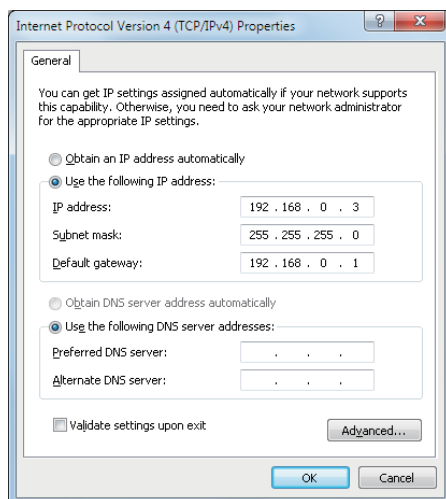 Internet Protocol Version 4 (TCP/IPv4) Properties
General
You can get IP settings assigned automatically if your network supports
this capability. Otherwise, you need to ask your network administrator
for the appropriate IP settings.
Obtain an IP address automatically
Use the following IP address:
IP address: 192 . 168 . 0 . 3
Subnet mask: 255 . 255 . 255 . 0
Default gateway: 192 . 168 . 0 . 1
Obtain DNS server address automatically
Use the following DNS server addresses:
Preferred DNS server: . . .
Alternate DNS server: . . .
Validate settings upon exit
Advanced...
OK Cancel